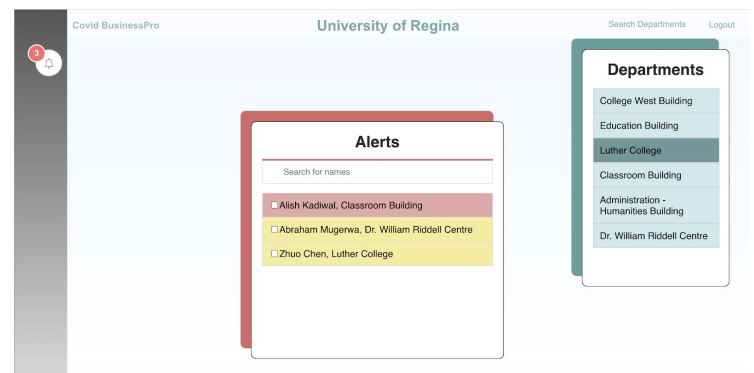 Covid BusinessPro
University of Regina
Search Departments
Logout
3
Alerts
Search for names
Alish Kadiwal, Classroom Building
Abraham Mugerwa, Dr. William Riddell Centre
Zhuo Chen, Luther College
Departments
College West Building
Education Building
Luther College
Classroom Building
Administration -
Humanities Building
Dr. William Riddell Centre